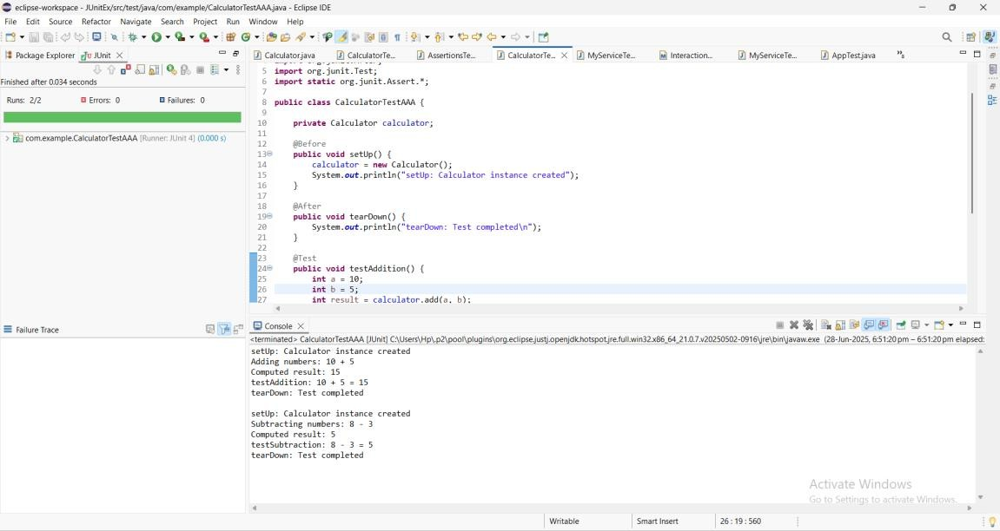 eclipse-workspace - JUnitEx/src/test/java/com/example/CalculatorTestAAA.java - Eclipse IDE
File Edit Source Refactor Navigate Search Project Run Window Help
Package Explorer JUnit
Finished after 0.034 seconds
Runs: 2/2 Errors: 0 Failures: 0
com.example.CalculatorTestAAA [Runner: JUnit 4] (0.000 s)
Failure Trace
Calculator.java CalculatorTe... AssertionsTe... CalculatorTe... MyServiceTe... Interaction... MyServiceTe... AppTest.java
5 import org.junit.Test;
6 import static org.junit.Assert.*;
7
8 public class CalculatorTestAAA {
9
10 private Calculator calculator;
11
12 @Before
13 public void setUp() {
14 calculator = new Calculator();
15 System.out.println("setUp: Calculator instance created");
16 }
17
18 @After
19 public void tearDown() {
20 System.out.println("tearDown: Test completed\n");
21 }
22
23 @Test
24 public void testAddition() {
25 int a = 10;
26 int b = 5;
27 int result = calculator.add(a, b);
Console
<terminated> CalculatorTestAAA [JUnit] C:\Users\Hp\.p2\pool\plugins\org.eclipse.justj.openjdk.hotspot.jre.full.win32.x86_64_21.0.7.v20250502-0916\jre\bin\javaw.exe (28-Jun-2025, 6:51:20 pm – 6:51:20 pm elapsed:
setUp: Calculator instance created
Adding numbers: 10 + 5
Computed result: 15
testAddition: 10 + 5 = 15
tearDown: Test completed
setUp: Calculator instance created
Subtracting numbers: 8 - 3
Computed result: 5
testSubtraction: 8 - 3 = 5
tearDown: Test completed
Activate Windows
Go to Settings to activate Windows.
Writable Smart Insert 26 : 19 : 560